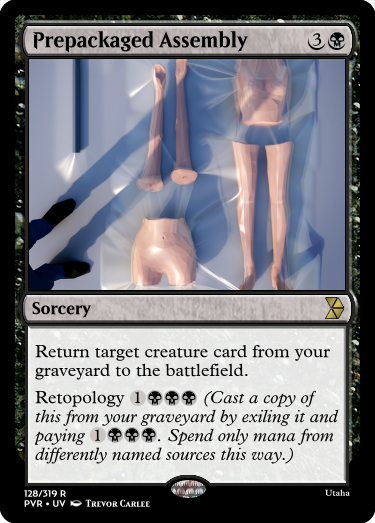 Prepackaged Assembly 3
Sorcery
Return target creature card from your
graveyard to the battlefield.
Retopology 1 (Cast a copy of
this from your graveyard by exiling it and
paying 1. Spend only mana from
differently named sources this way.)
128/319 R
Utaha
PVR • UV Trevor Carlee